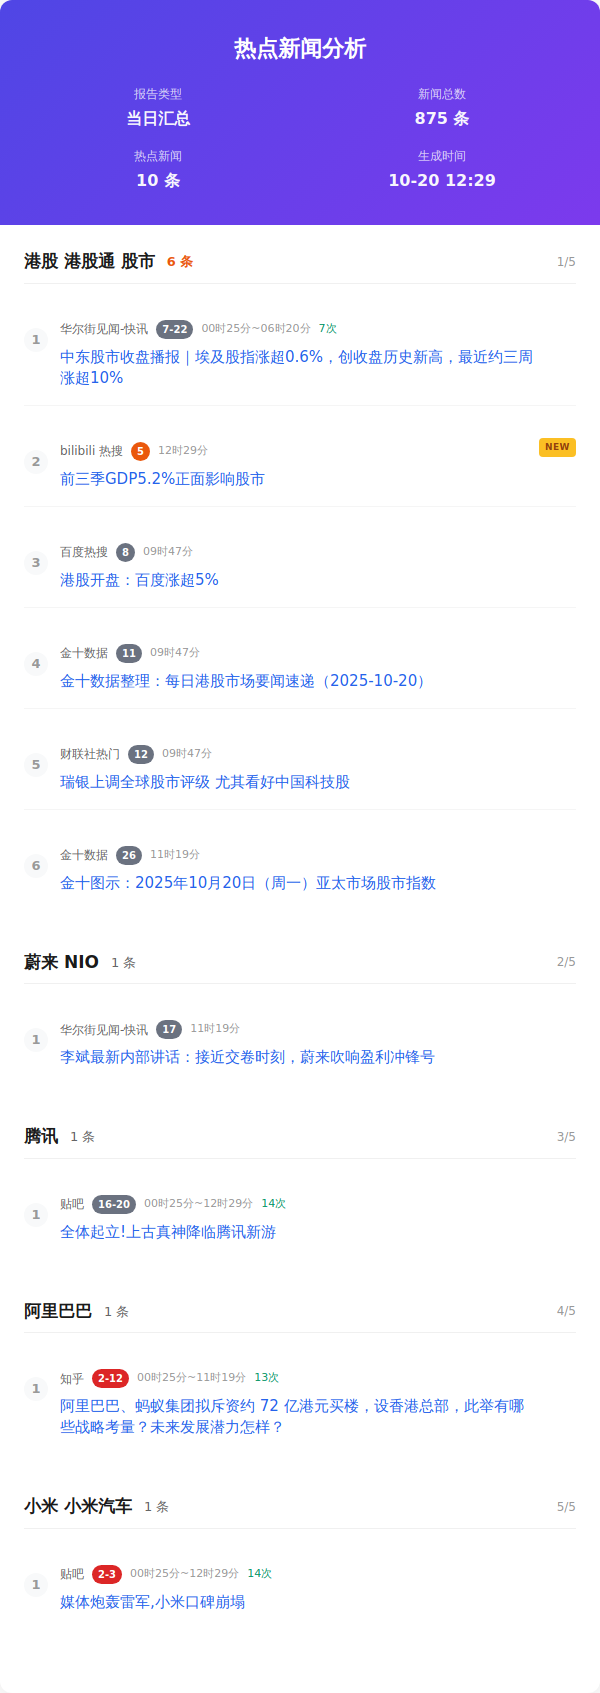 热点新闻分析
报告类型
新闻总数
当日汇总
875 条
热点新闻
生成时间
10 条
10-20 12:29
港股 港股通 股市 6 条 1/5
1 华尔街见闻-快讯 7-22 00时25分~06时20分 7次
中东股市收盘播报｜埃及股指涨超0.6%，创收盘历史新高，最近约三周
涨超10%
2 bilibili 热搜 5 12时29分 NEW
前三季GDP5.2%正面影响股市
3 百度热搜 8 09时47分
港股开盘：百度涨超5%
4 金十数据 11 09时47分
金十数据整理：每日港股市场要闻速递（2025-10-20）
5 财联社热门 12 09时47分
瑞银上调全球股市评级 尤其看好中国科技股
6 金十数据 26 11时19分
金十图示：2025年10月20日（周一）亚太市场股市指数
蔚来 NIO 1 条 2/5
1 华尔街见闻-快讯 17 11时19分
李斌最新内部讲话：接近交卷时刻，蔚来吹响盈利冲锋号
腾讯 1 条 3/5
1 贴吧 16-20 00时25分~12时29分 14次
全体起立!上古真神降临腾讯新游
阿里巴巴 1 条 4/5
1 知乎 2-12 00时25分~11时19分 13次
阿里巴巴、蚂蚁集团拟斥资约 72 亿港元买楼，设香港总部，此举有哪
些战略考量？未来发展潜力怎样？
小米 小米汽车 1 条 5/5
1 贴吧 2-3 00时25分~12时29分 14次
媒体炮轰雷军,小米口碑崩塌